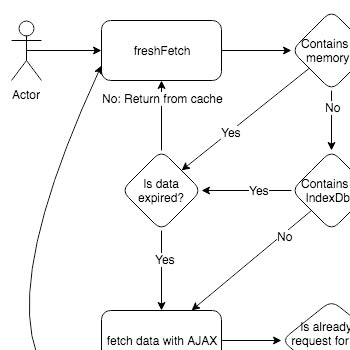 freshFetch
Contains
memory
Actor
No: Return from cache
No
Yes
Is data
expired?
Yes
Contains
IndexDb
No
Yes
fetch data with AJAX
Is already
request for